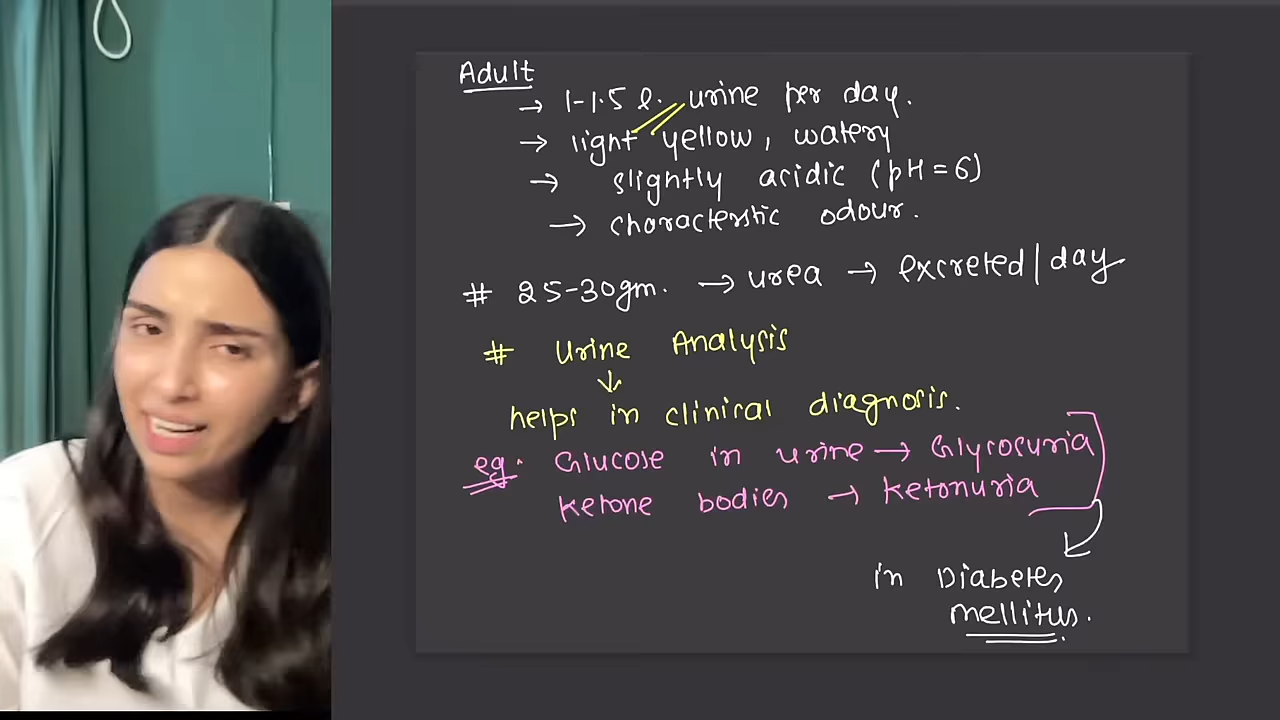 Adult
→ 1-1.5 l. urine per day.
→ light yellow, watery
→ slightly acidic (pH = 6)
→ characterstic odour.
# 25-30gm. → urea → excreted/day
# Urine Analysis
↓
helps in clinical diagnosis.
eg. Glucose in urine → Glycosuria
Ketone bodies → Ketonuria
in Diabetes
mellitus.